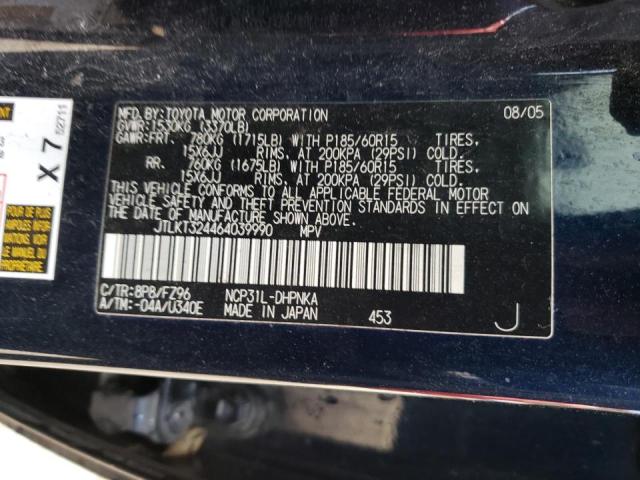 MFD.BY:TOYOTA MOTOR CORPORATION 08/05
GVWR:1530KG (3370LB)
GAWR:FRT. 780KG (1715LB) WITH P185/60R15 TIRES,
15X6JJ RIMS, AT 200KPA (29PSI) COLD.
RR. 760KG (1675LB) WITH P185/60R15 TIRES,
15X6JJ RIMS, AT 200KPA (29PSI) COLD.
THIS VEHICLE CONFORMS TO ALL APPLICABLE FEDERAL MOTOR
VEHICLE SAFETY AND THEFT PREVENTION STANDARDS IN EFFECT ON
THE DATE OF MANUFACTURE SHOWN ABOVE.
JTLKT324464039990 MPV
C/TR:8P8/FZ96 NCP31L-DHPNKA
A/TM:-04A/U340E MADE IN JAPAN 453 J
X 7
52711